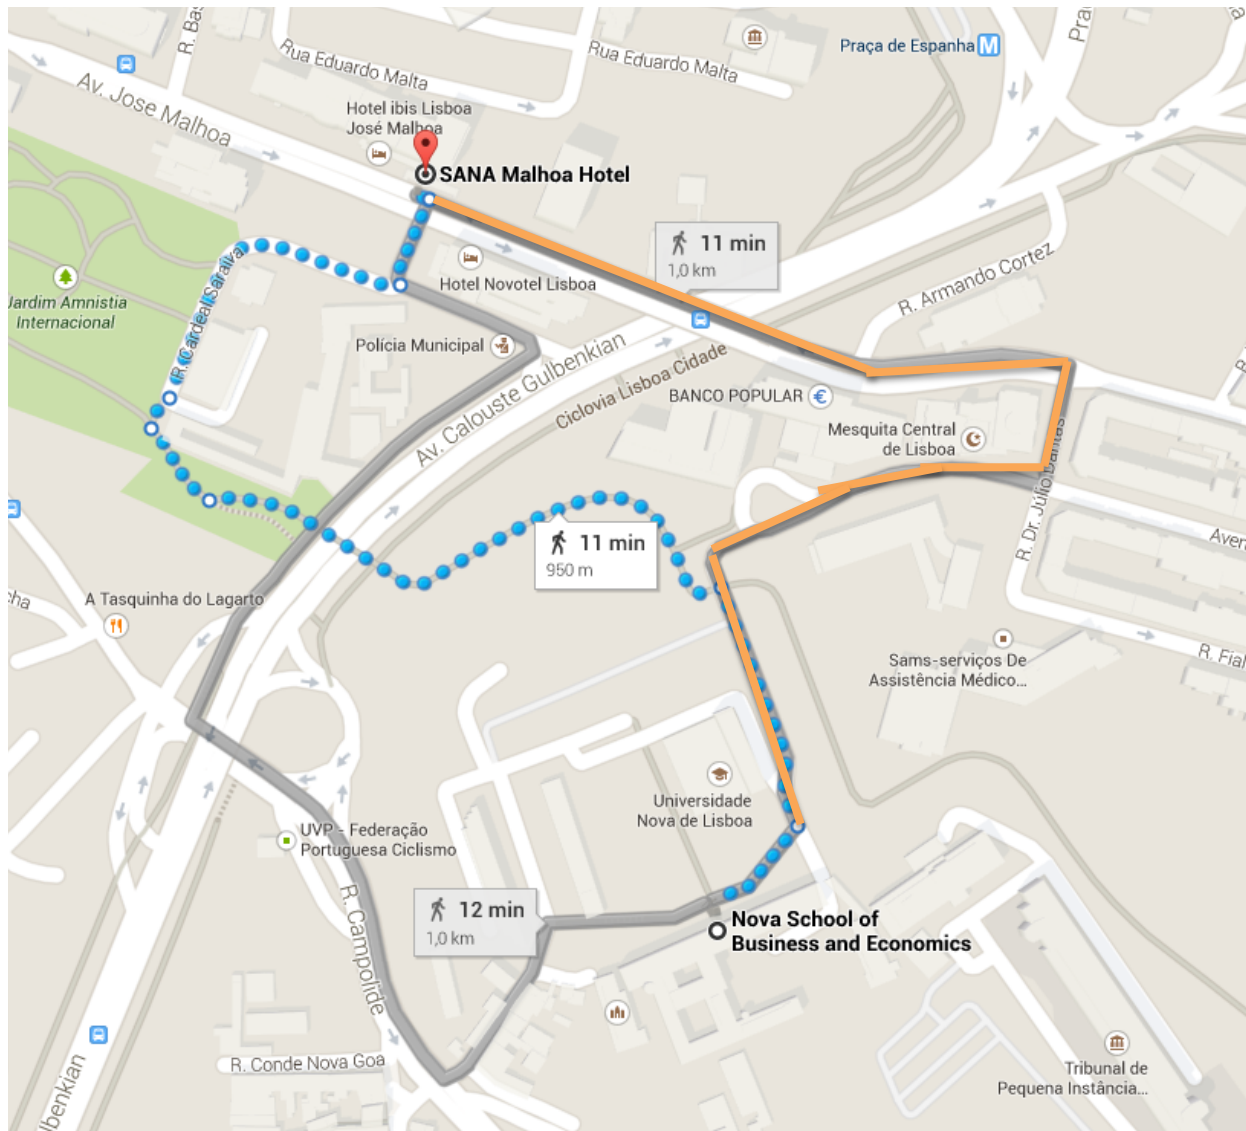 R. Bas
Rua Eduardo Malta
Rua Eduardo Malta
Praça de Espanha
M
Pra
Av. Jose Malhoa
Hotel ibis Lisboa
José Malhoa
SANA Malhoa Hotel
11 min
1,0 km
R. Armando Cortez
Hotel Novotel Lisboa
R. Cardeal Saraiva
Jardim Amnistia
Internacional
Polícia Municipal
Av. Calouste Gulbenkian
Ciclovia Lisboa Cidade
BANCO POPULAR
€
Mesquita Central
de Lisboa
R. Dr. Júlio Dantas
R.
Aven
11 min
950 m
cha
A Tasquinha do Lagarto
Sams-serviços De
Assistência Médico...
R. Fial
Universidade
Nova de Lisboa
UVP - Federação
Portuguesa Ciclismo
R. Campolide
12 min
1,0 km
Nova School of
Business and Economics
R. Conde Nova Goa
lbenkian
Tribunal de
Pequena Instância...